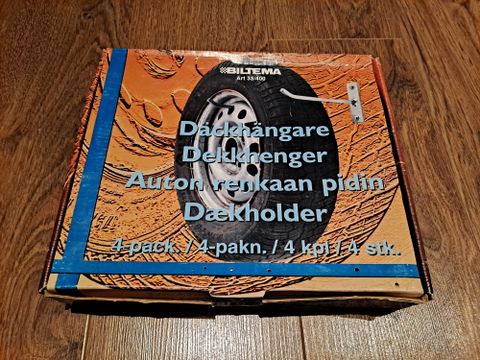 BILTEMA
Art 33-400
Däckhängare
Dekkhenger
Auton renkaan pidin
Dækholder
4-pack. / 4-pakn. / 4 kpl / 4 stk.